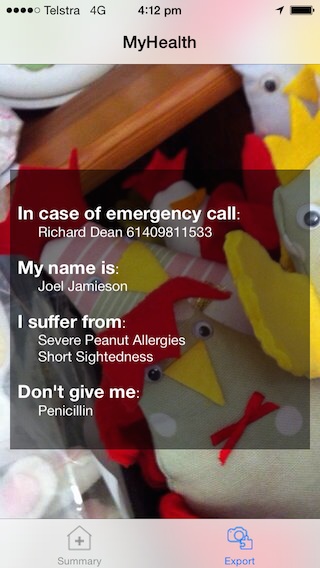 Telstra 4G 4:12 pm
MyHealth
In case of emergency call:
Richard Dean 61409811533
My name is:
Joel Jamieson
I suffer from:
Severe Peanut Allergies
Short Sightedness
Don't give me:
Penicillin
Summary Export